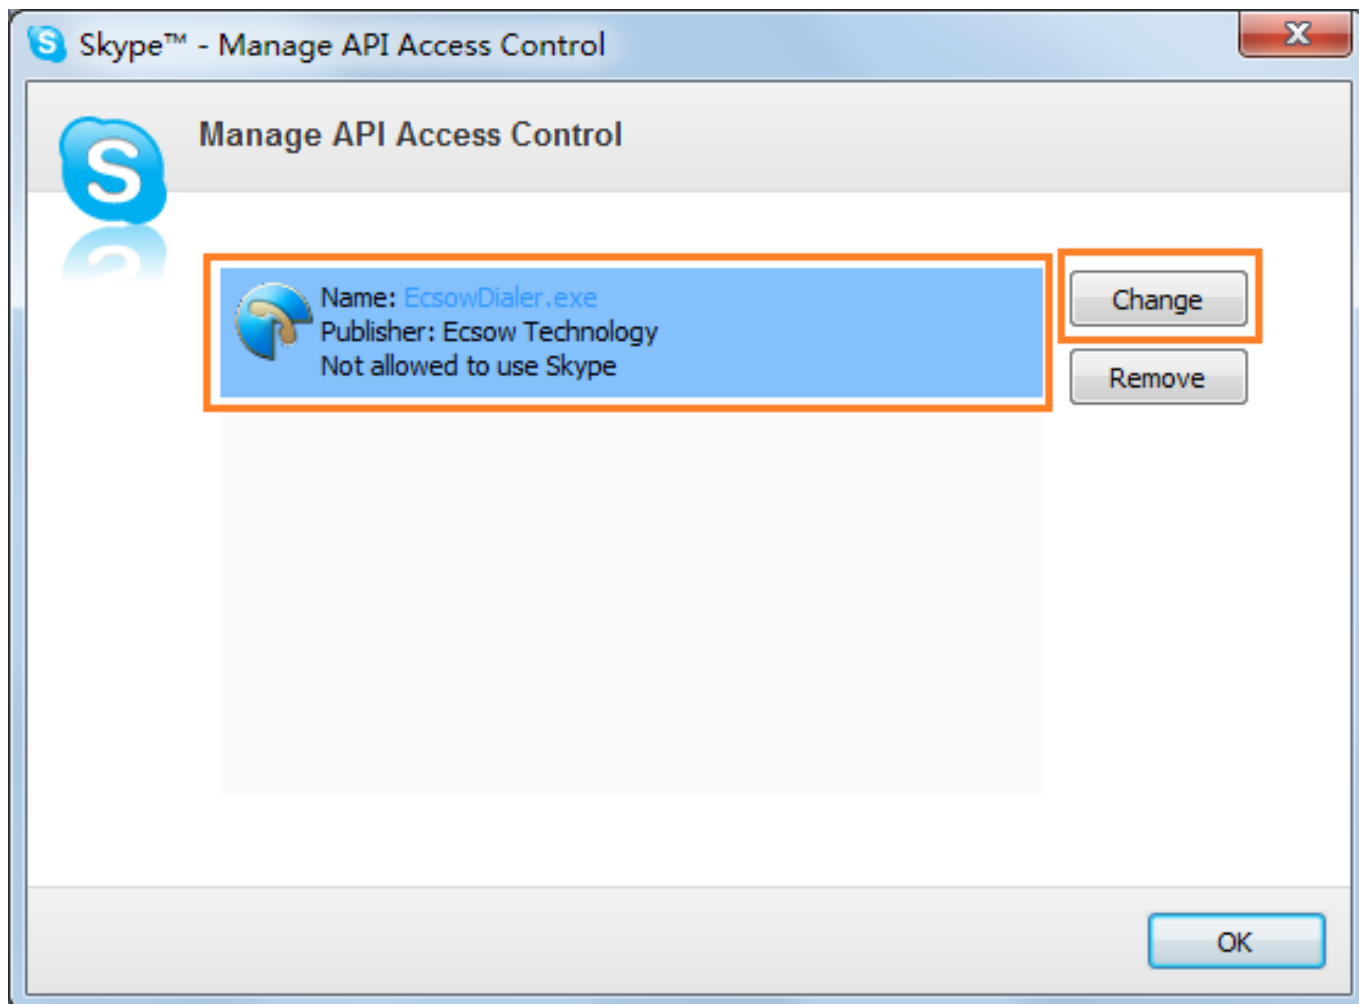 Skype™ - Manage API Access Control
Manage API Access Control
Name: EcsowDialer.exe
Publisher: Ecsow Technology
Not allowed to use Skype
Change
Remove
OK